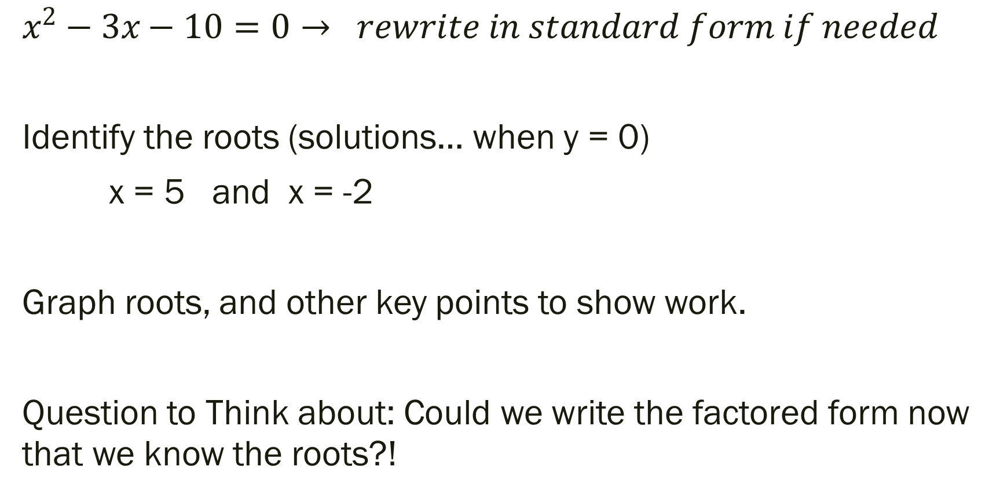 x² − 3x − 10 = 0 → rewrite in standard form if needed
Identify the roots (solutions... when y = 0)
x = 5 and x = -2
Graph roots, and other key points to show work.
Question to Think about: Could we write the factored form now
that we know the roots?!